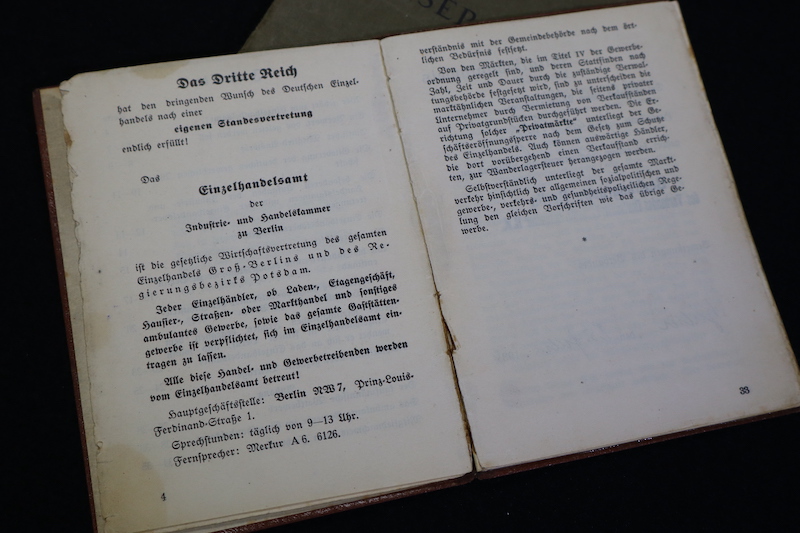 SER
Das Dritte Reich
hat den dringenden Wunsch des Deutschen Einzel-
handels nach einer
eigenen Standesvertretung
endlich erfüllt!
Das
Einzelhandelsamt
der
Industrie- und Handelskammer
zu Berlin
ist die gesetzliche Wirtschaftsvertretung des gesamten
Einzelhandels Groß-Berlins und des Re-
gierungsbezirks Potsdam.
Jeder Einzelhändler, ob Laden-, Etagengeschäft,
Hausier-, Straßen- oder Markthandel und sonstiges
ambulantes Gewerbe, sowie das gesamte Gaststätten-
gewerbe ist verpflichtet, sich im Einzelhandelsamt ein-
tragen zu lassen.
Alle diese Handel- und Gewerbetreibenden werden
vom Einzelhandelsamt betreut!
Hauptgeschäftsstelle: Berlin NW 7, Prinz-Louis-
Ferdinand-Straße 1.
Sprechstunden: täglich von 9—13 Uhr.
Fernsprecher: Merkur A 6. 6126.
4
verständnis mit der Gemeindebehörde nach dem ört-
lichen Bedürfnis festsetzt.
Von den Märkten, die im Titel IV der Gewerbe-
ordnung geregelt sind, und deren Stattfinden nach
Zahl, Zeit und Dauer durch die zuständige Verwal-
tungsbehörde festgesetzt wird, sind zu unterscheiden die
marktähnlichen Veranstaltungen, die seitens privater
Unternehmer durch Vermietung von Verkaufsständen
auf Privatgrundstücken durchgeführt werden. Die Er-
richtung solcher „Privatmärkte“ unterliegt der Ge-
schäftseröffnungssperre nach dem Gesetz zum Schutze
des Einzelhandels. Auch können auswärtige Händler,
die dort vorübergehend einen Verkaufsstand errich-
ten, zur Wanderlagersteuer herangezogen werden.
Selbstverständlich unterliegt der gesamte Markt-
verkehr hinsichtlich der allgemeinen sozialpolitischen und
gewerbe-, verkehrs- und gesundheitspolizeilichen Rege-
lung den gleichen Vorschriften wie das übrige Ge-
werbe.
33